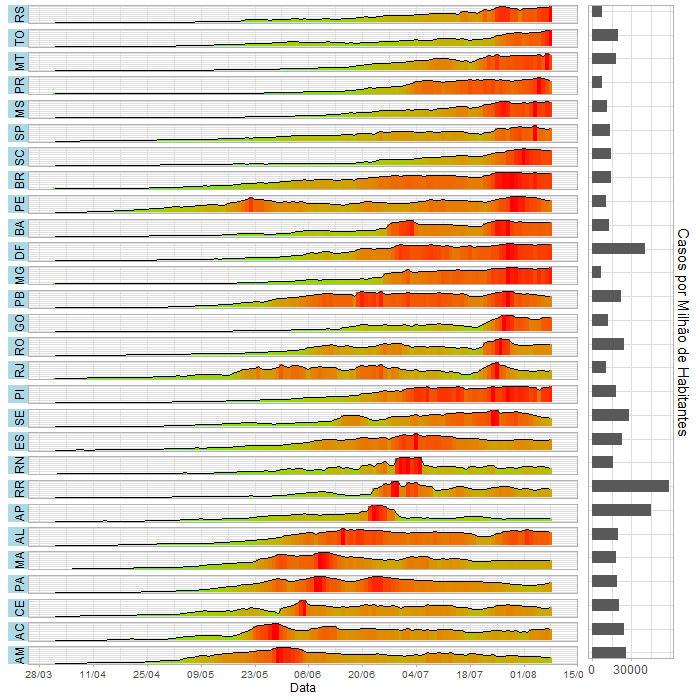 RS
TO
MT
PR
MS
SP
SC
BR
PE
BA
DF
MG
PB
GO
RO
RJ
PI
SE
ES
RN
RR
AP
AL
MA
PA
CE
AC
AM
28/03 11/04 25/04 09/05 23/05 06/06 20/06 04/07 18/07 01/08 15/0
Data
0 30000
Casos por Milhão de Habitantes